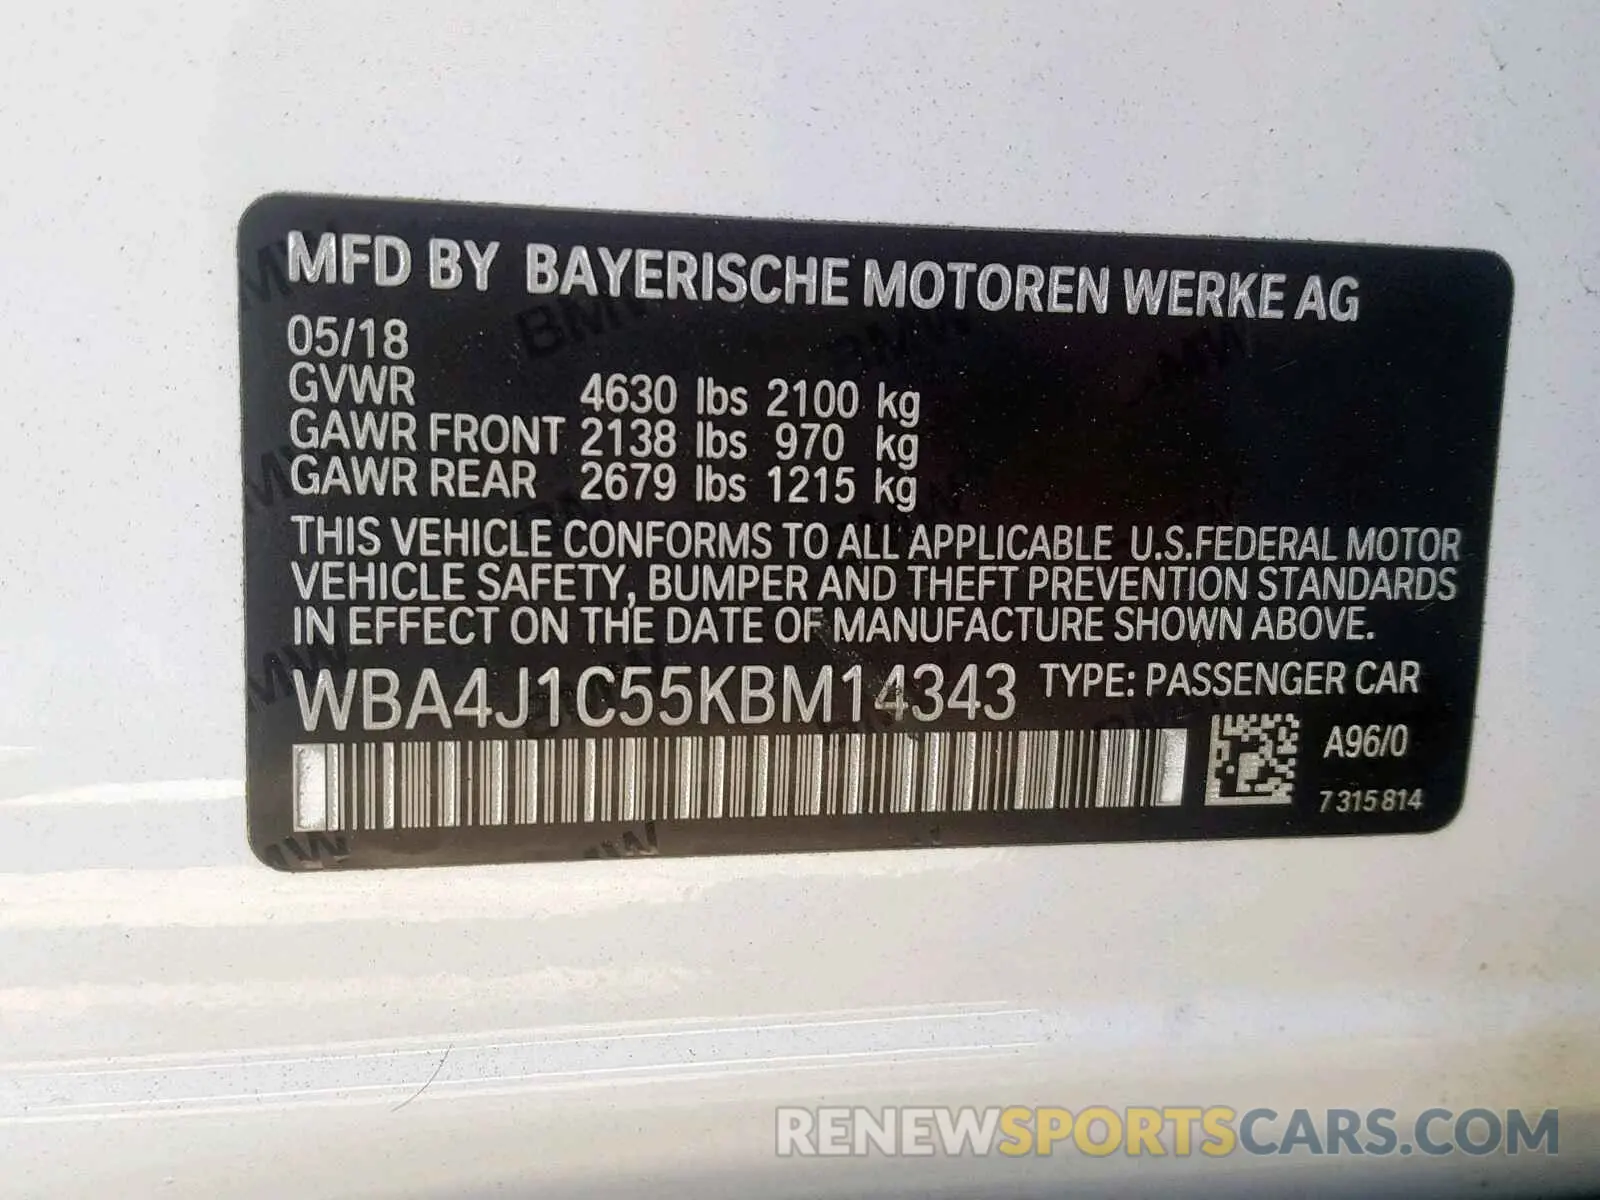 MFD BY BAYERISCHE MOTOREN WERKE AG
05/18
GVWR 4630 lbs 2100 kg
GAWR FRONT 2138 lbs 970 kg
GAWR REAR 2679 lbs 1215 kg
THIS VEHICLE CONFORMS TO ALL APPLICABLE U.S.FEDERAL MOTOR
VEHICLE SAFETY, BUMPER AND THEFT PREVENTION STANDARDS
IN EFFECT ON THE DATE OF MANUFACTURE SHOWN ABOVE.
WBA4J1C55KBM14343 TYPE: PASSENGER CAR
A96/0
7315814
RENEWSPORTSCARS.COM